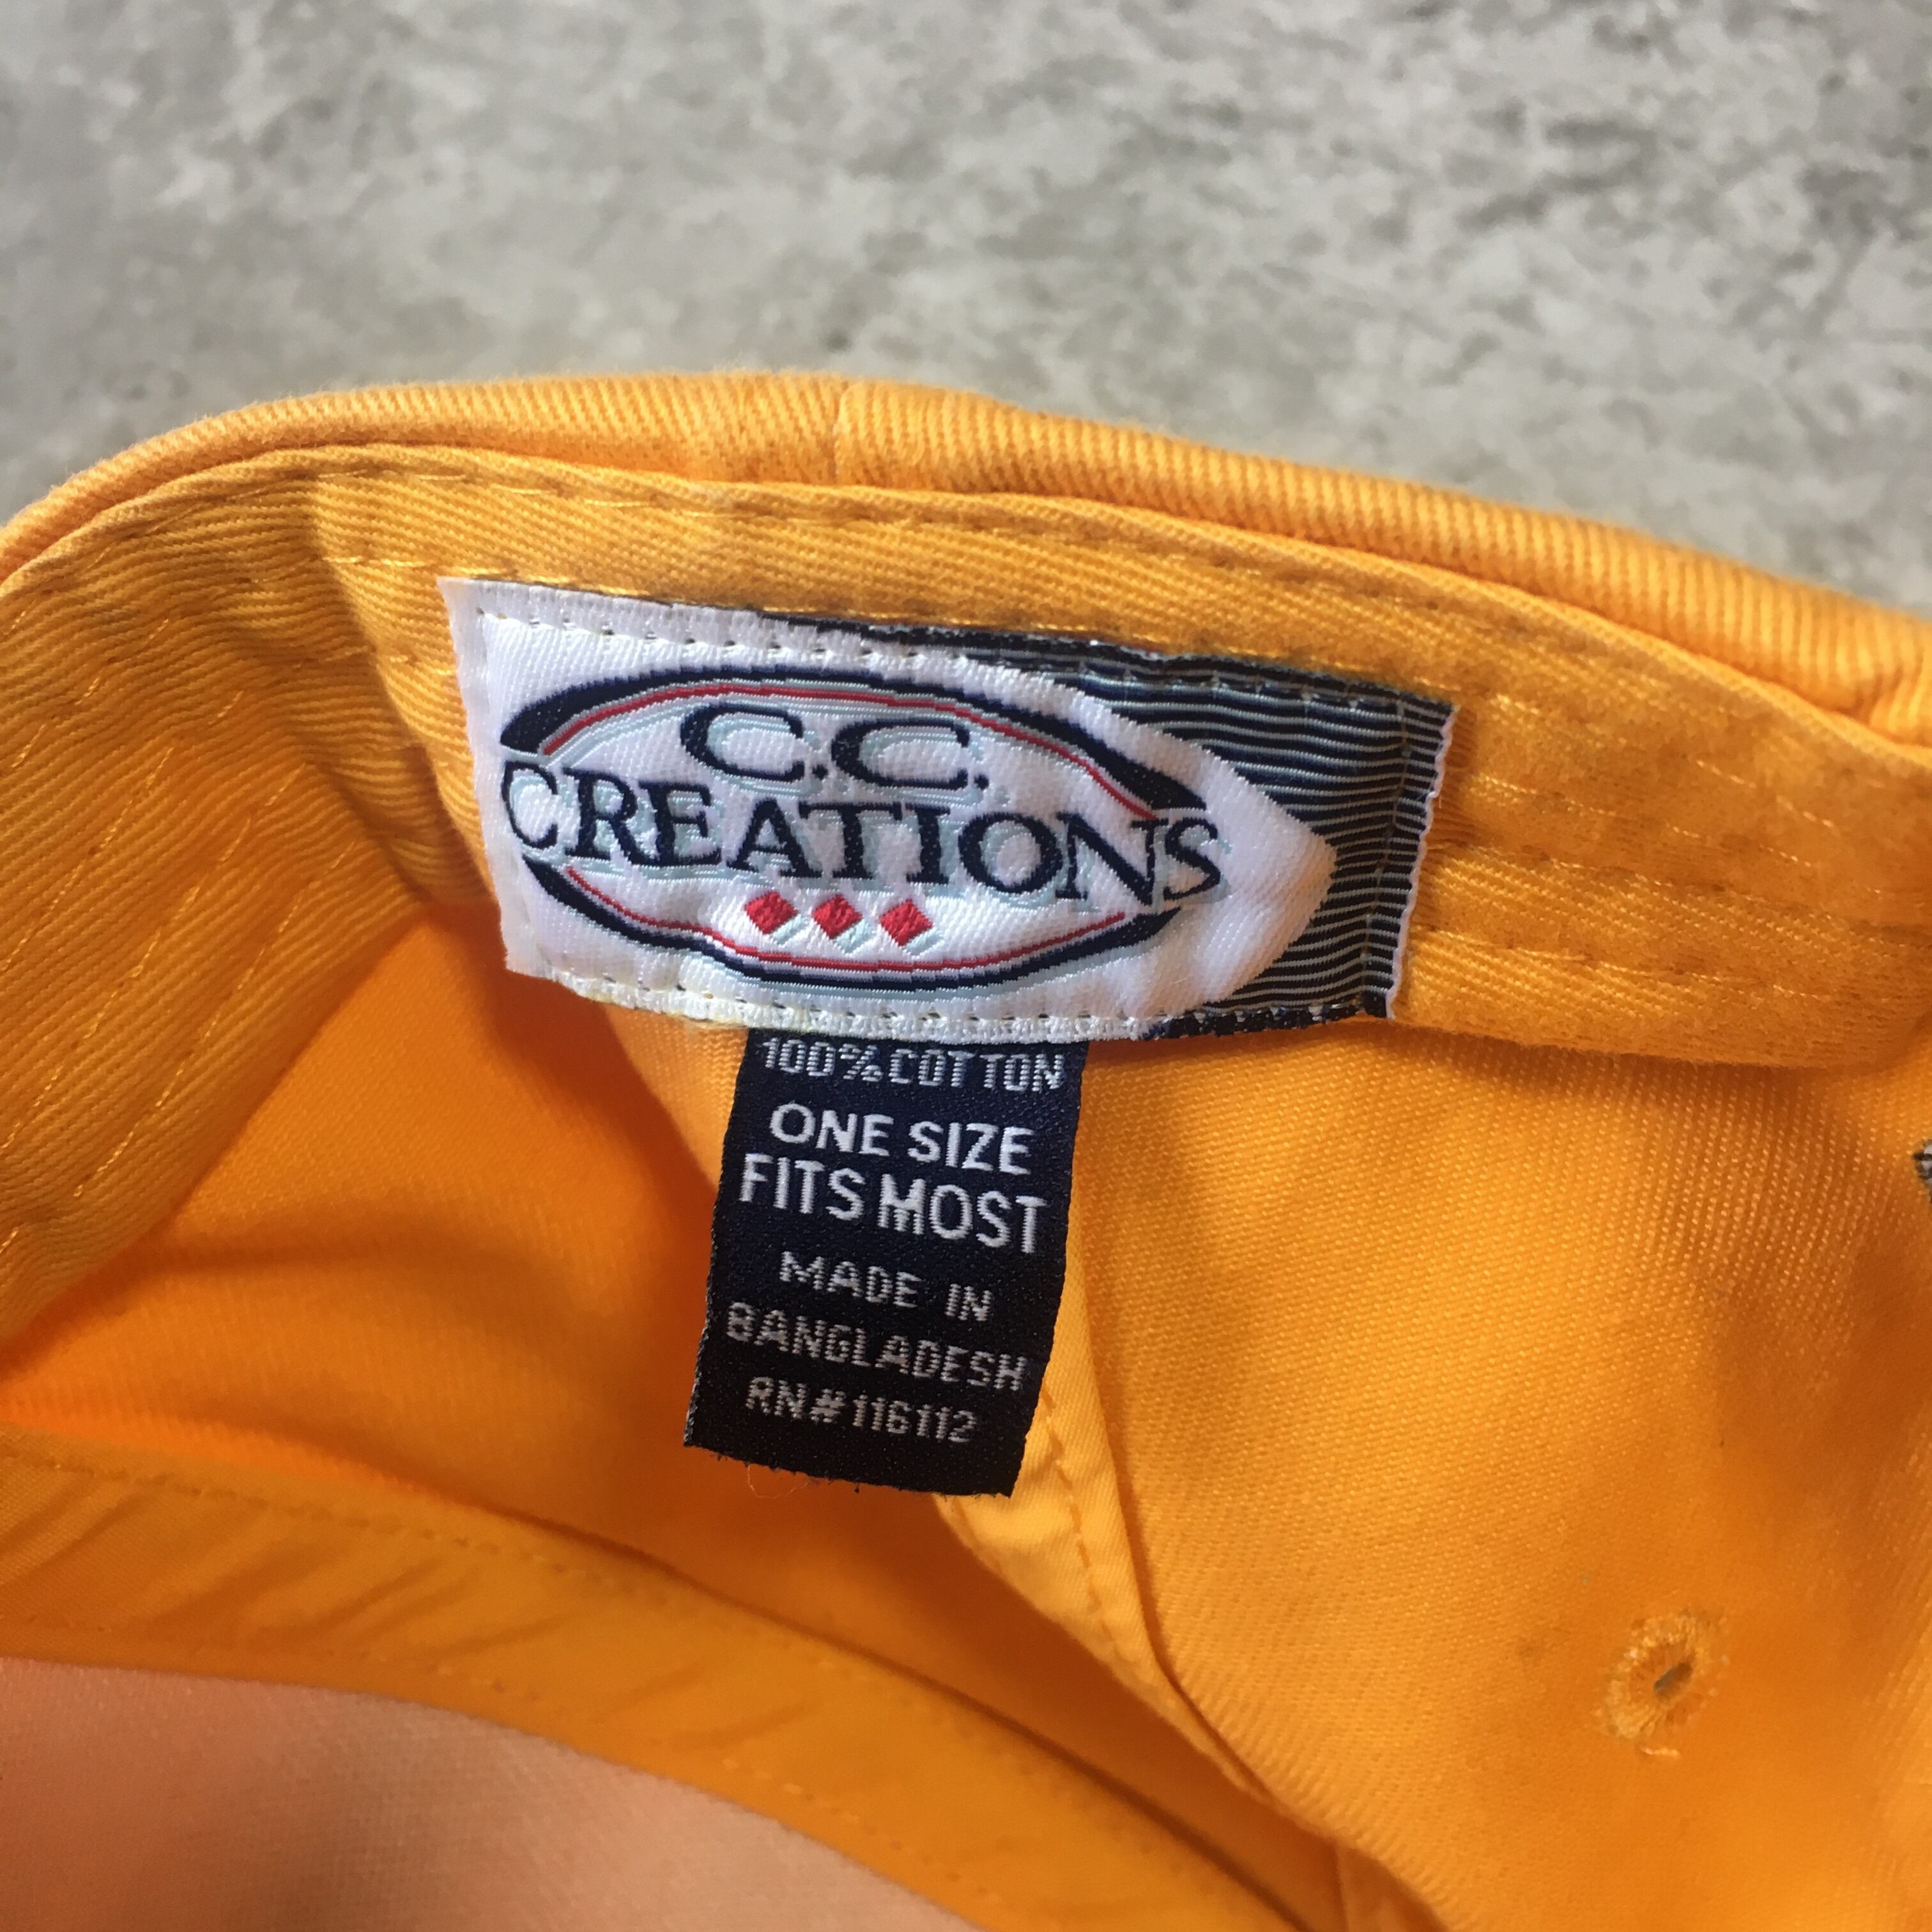 C.C.
CREATIONS
100% COTTON
ONE SIZE
FITS MOST
MADE IN
BANGLADESH
RN#116112